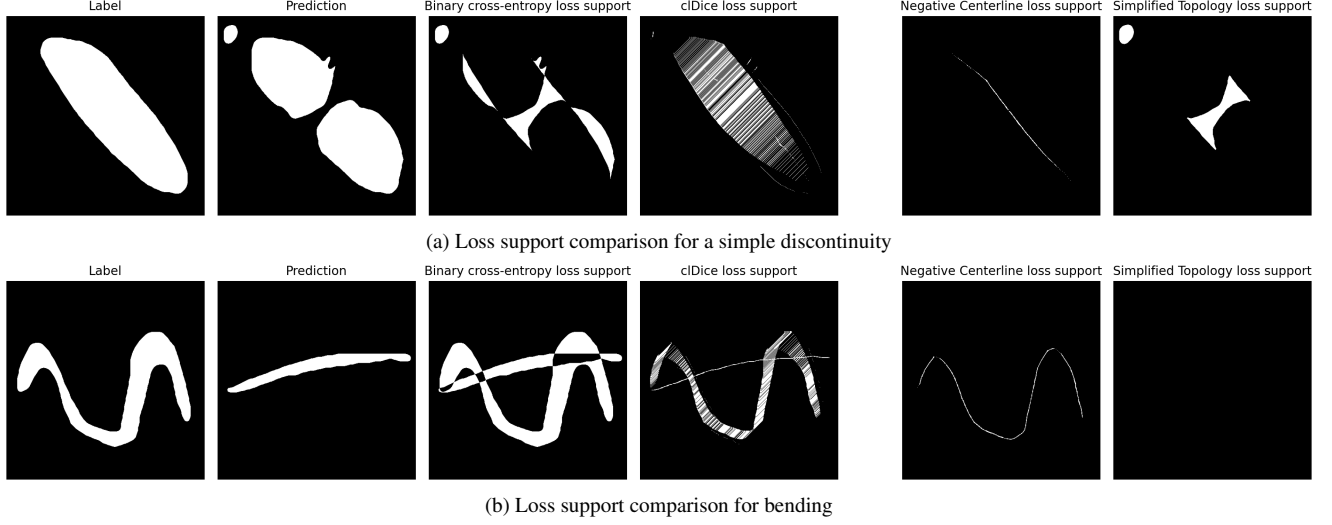 Label Prediction Binary cross-entropy loss support clDice loss support Negative Centerline loss support Simplified Topology loss support
(a) Loss support comparison for a simple discontinuity
Label Prediction Binary cross-entropy loss support clDice loss support Negative Centerline loss support Simplified Topology loss support
(b) Loss support comparison for bending